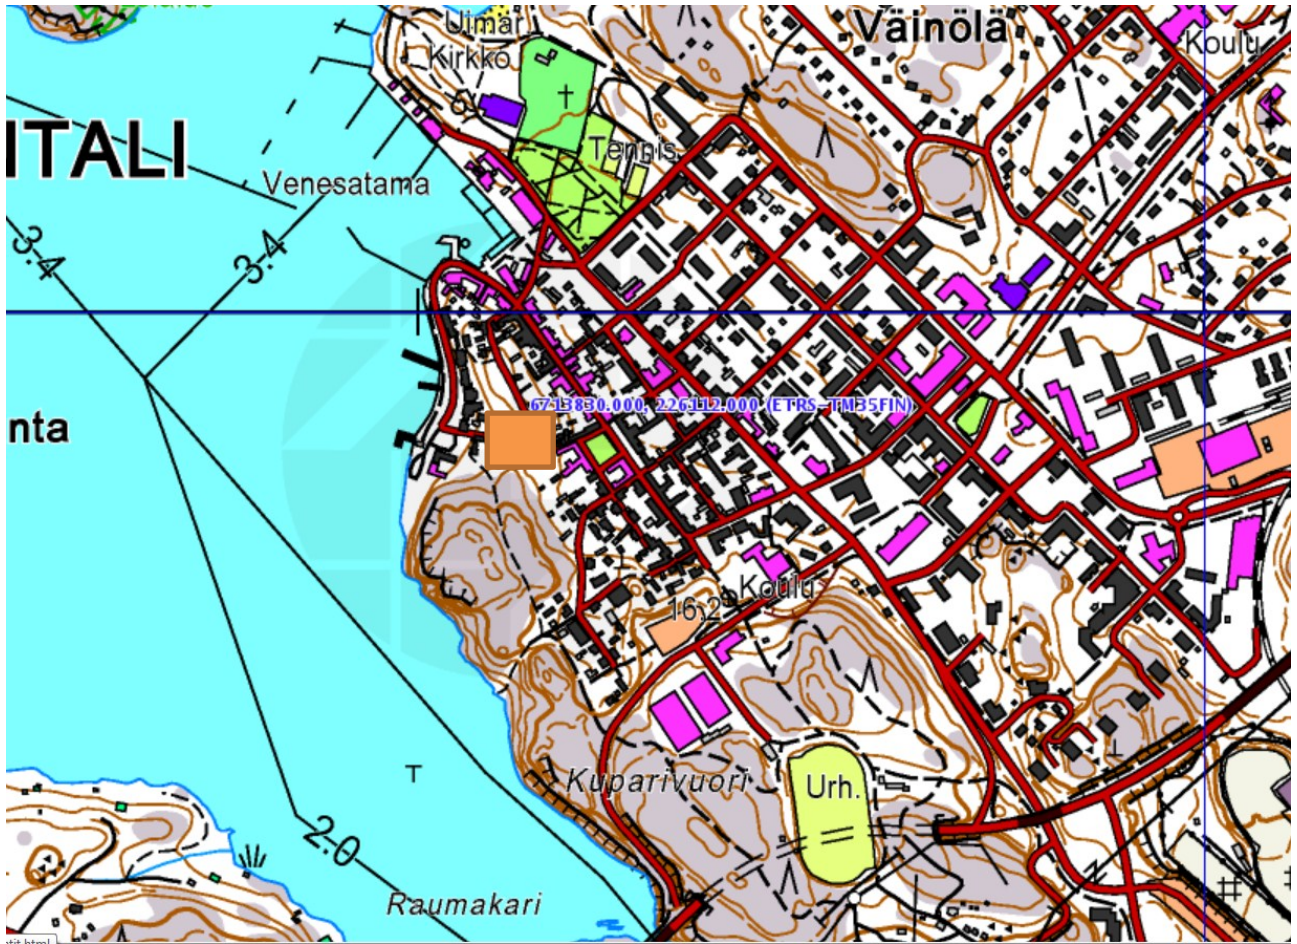 Uimar.
Kirkko
Väinölä
Koulu
NTALI
Tennis
Venesatama
3.4
3.4
6713830.000, 226112.000 (ETRS-TM35FIN)
nta
Koulu
16.2
Kuparivuori
Urh.
2.0
Raumakari